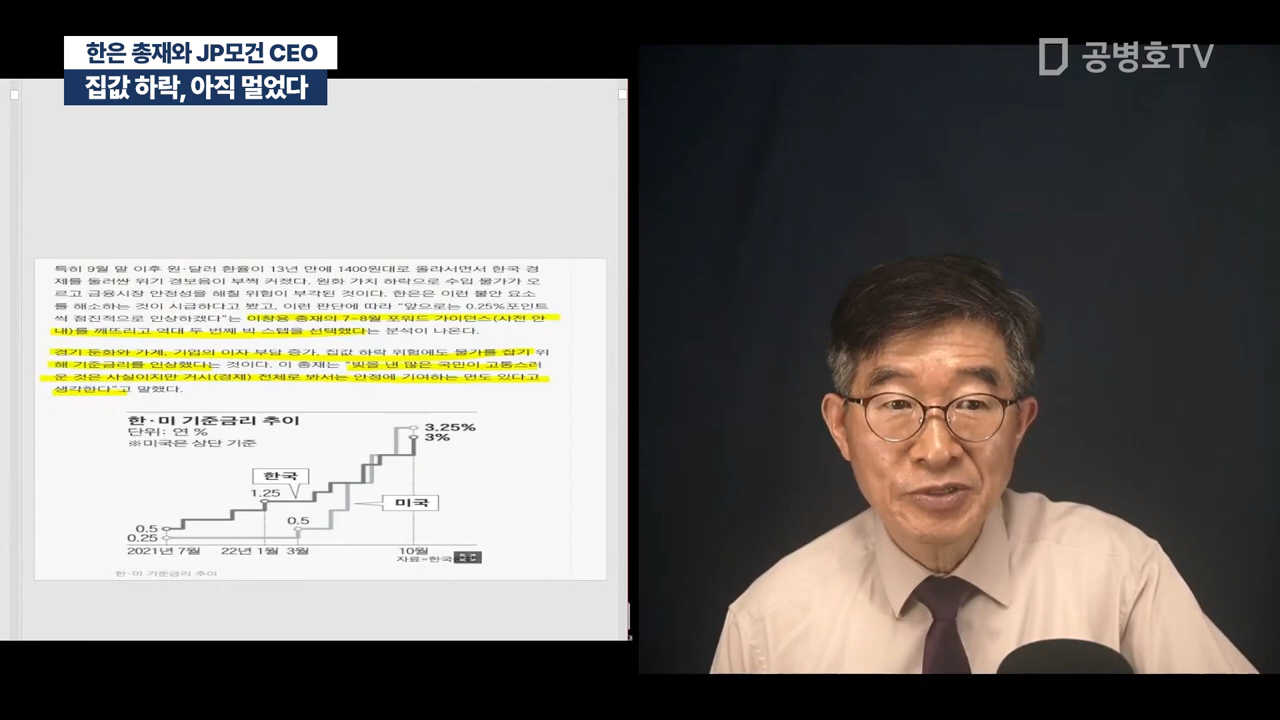 한은 총재와 JP모건 CEO
집값 하락, 아직 멀었다
공병호TV
특히 9월 말 이후 원·달러 환율이 13년 만에 1400원대로 올라서면서 한국 경
제를 둘러싼 위기 경보음이 부쩍 커졌다. 원화 가치 하락으로 수입 물가가 오
르고 금융시장 안정성을 해칠 위험이 부각된 것이다. 한은은 이런 불안 요소
를 해소하는 것이 시급하다고 봤고, 이런 판단에 따라 “앞으로는 0.25%포인트
씩 점진적으로 인상하겠다”는 이창용 총재의 7~8월 포워드 가이던스(사전 안
내)를 깨뜨리고 역대 두 번째 빅 스텝을 선택했다는 분석이 나온다.
경기 둔화와 가계, 기업의 이자 부담 증가, 집값 하락 위험에도 물가를 잡기 위
해 기준금리를 인상했다는 것이다. 이 총재는 “빚을 낸 많은 국민이 고통스러
운 것은 사실이지만 거시(경제) 전체로 봐서는 안정에 기여하는 면도 있다고
생각한다”고 말했다.
한·미 기준금리 추이
단위: 연 %
※미국은 상단 기준
3.25%
3%
한국
1.25
미국
0.5
0.5
0.25
2021년 7월 22년 1월 3월 10월
자료=한국
한·미 기준금리 추이